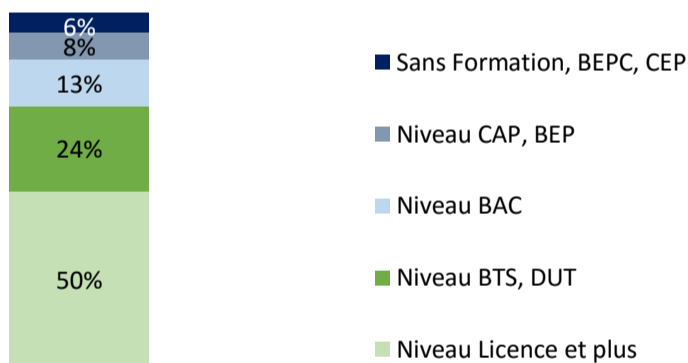 6%
8%
13%
24%
50%
Sans Formation, BEPC, CEP
Niveau CAP, BEP
Niveau BAC
Niveau BTS, DUT
Niveau Licence et plus